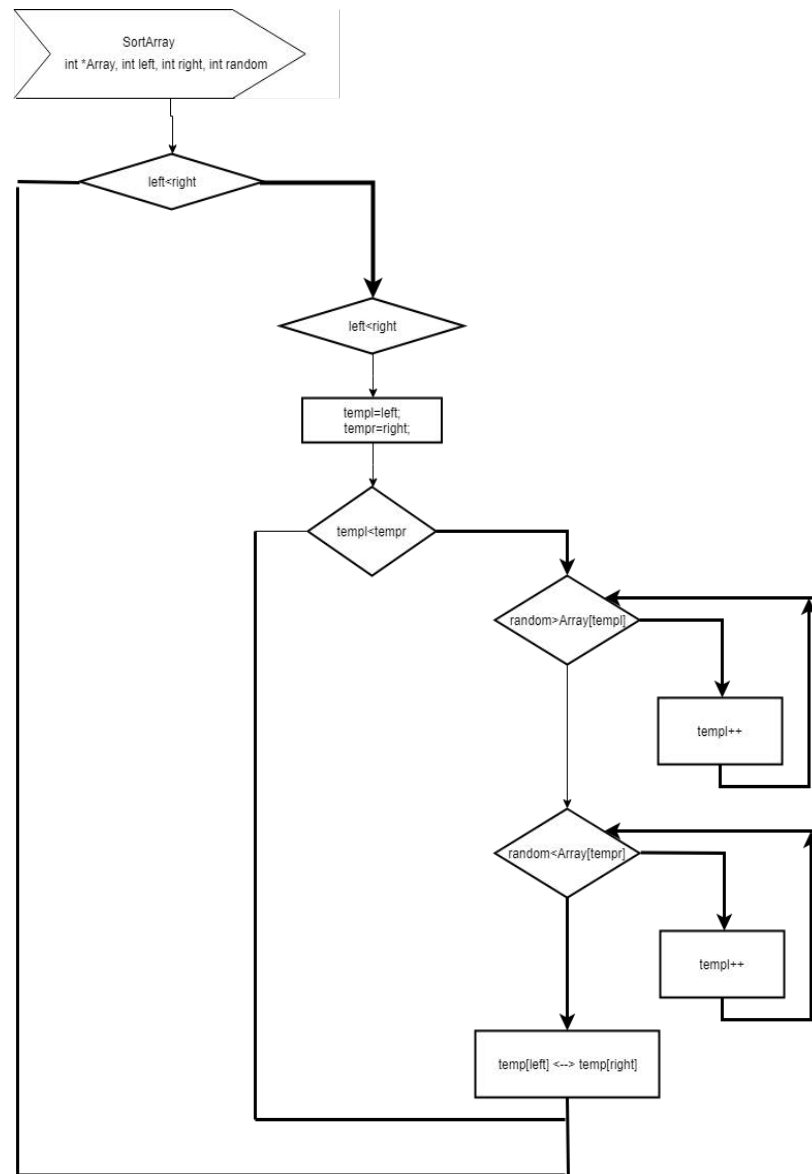 SortArray
int *Array, int left, int right, int random
left<right
left<right
templ=left;
tempr=right;
templ<tempr
random>Array[templ]
templ++
random<Array[tempr]
templ++
temp[left] <--> temp[right]